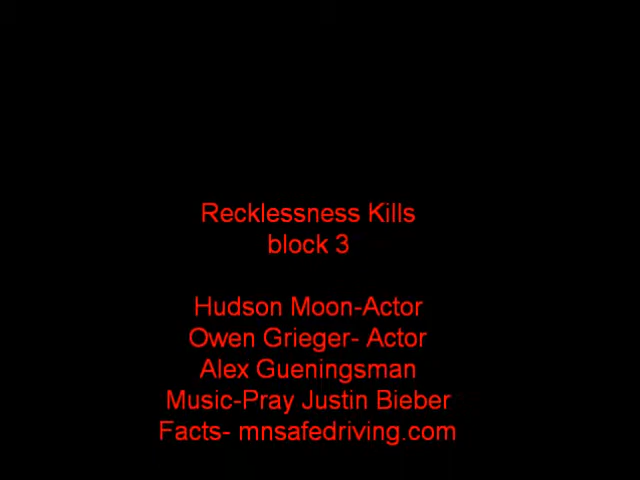 Recklessness Kills
block 3
Hudson Moon-Actor
Owen Grieger- Actor
Alex Gueningsman
Music-Pray Justin Bieber
Facts- mnsafedriving.com